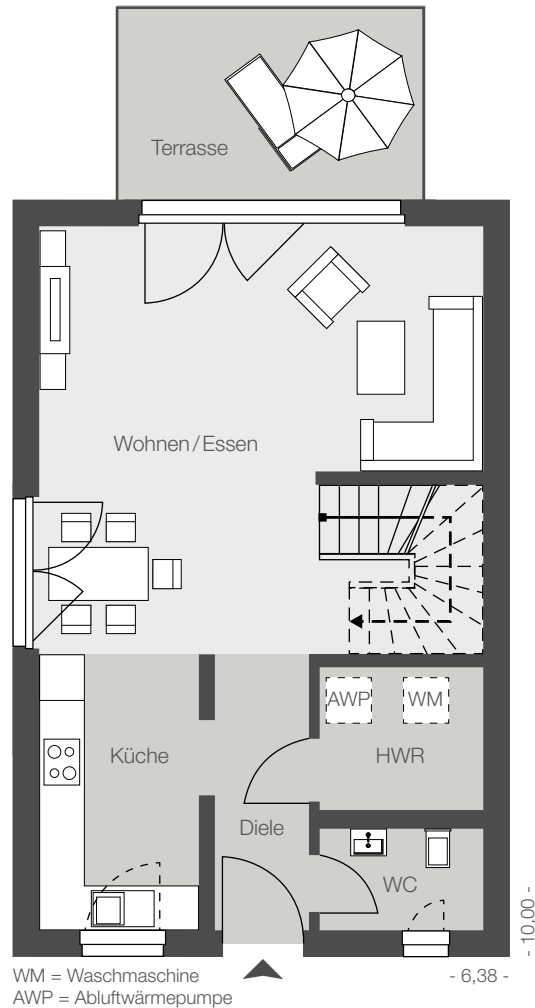 Terrasse
Wohnen/Essen
AWP
WM
Küche
HWR
Diele
WC
WM = Waschmaschine
AWP = Abluftwärmepumpe
- 6,38 -
- 10,00 -